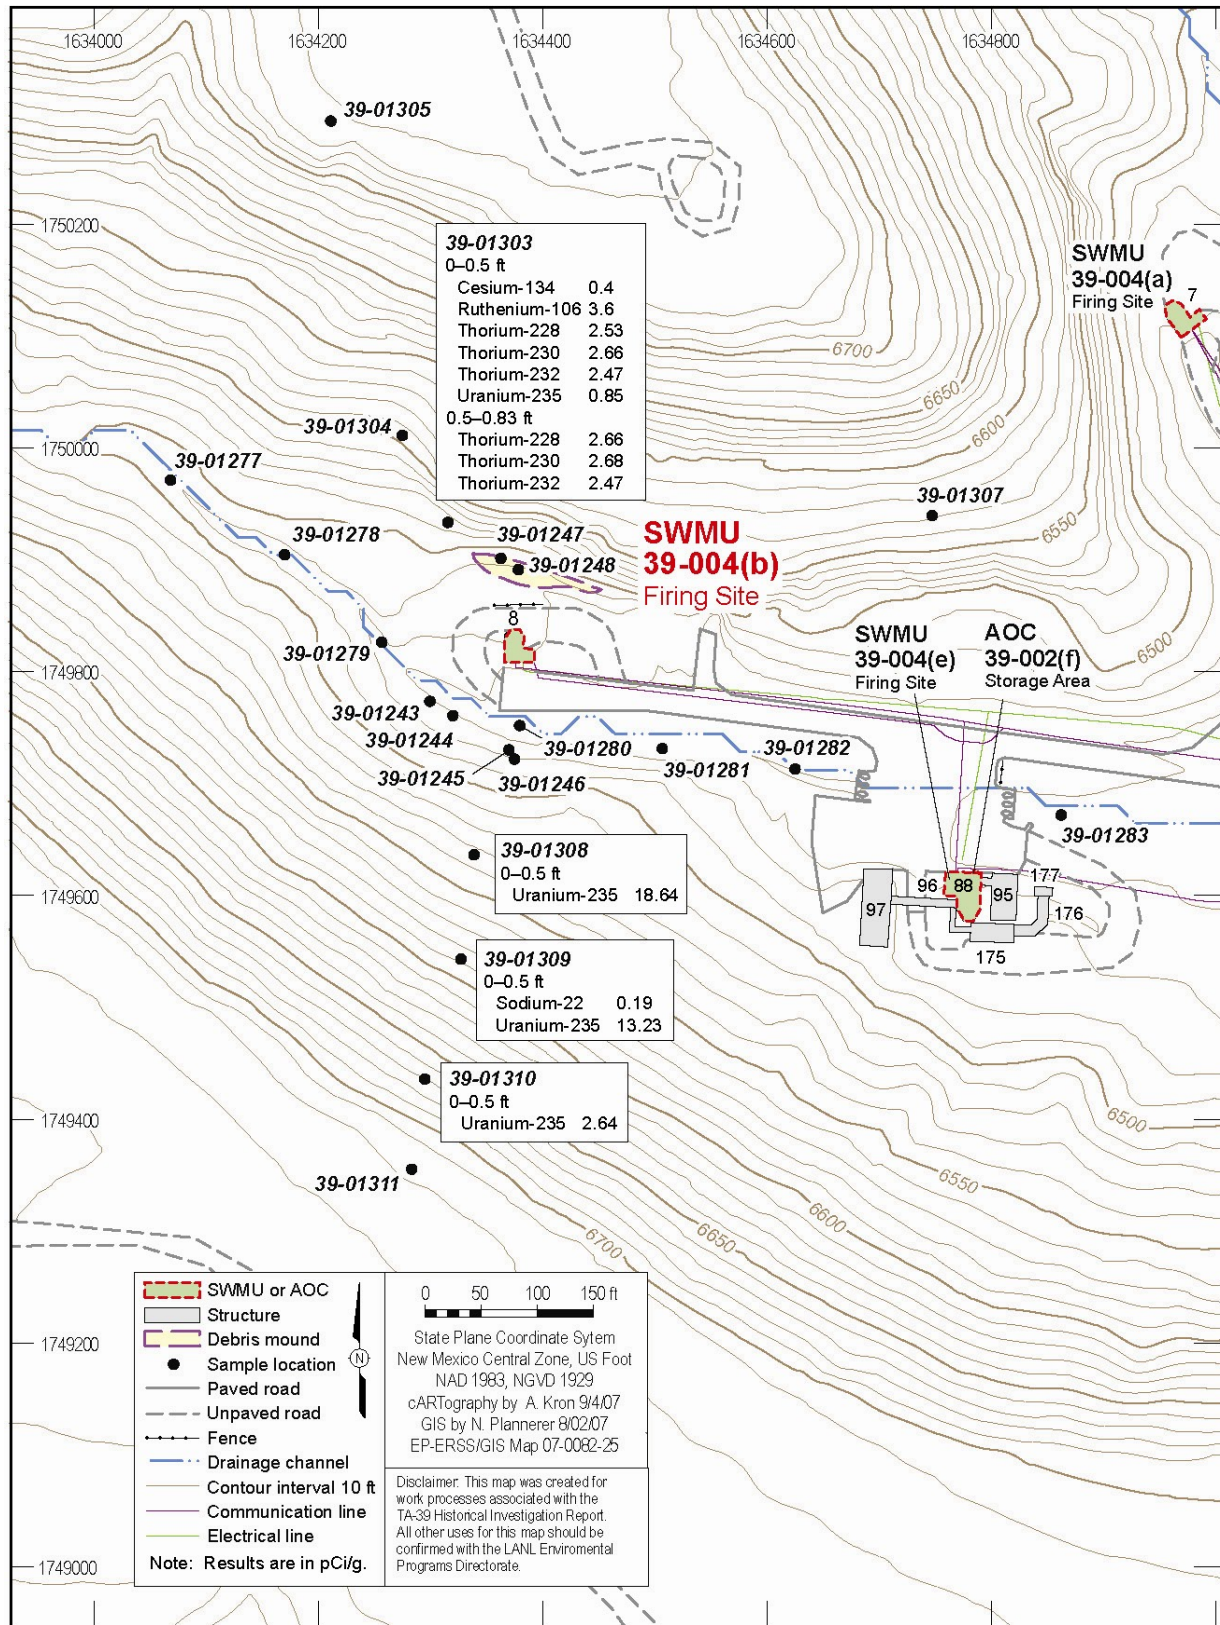 1634000 1634200 1634400 1634600 1634800
39-01305
1750200
39-01303
0–0.5 ft
Cesium-134 0.4
Ruthenium-106 3.6
Thorium-228 2.53
Thorium-230 2.66
Thorium-232 2.47
Uranium-235 0.85
0.5–0.83 ft
Thorium-228 2.66
Thorium-230 2.68
Thorium-232 2.47
SWMU
39-004(a)
Firing Site
7
6700
6650
6600
6550
6500
39-01304
1750000
39-01277
39-01278
39-01247
39-01248
39-01307
SWMU
39-004(b)
Firing Site
8
39-01279
1749800
SWMU
39-004(e)
Firing Site
AOC
39-002(f)
Storage Area
39-01243
39-01244
39-01245
39-01246
39-01280
39-01281
39-01282
39-01283
39-01308
0–0.5 ft
Uranium-235 18.64
1749600
97
96
88
95
177
176
175
39-01309
0–0.5 ft
Sodium-22 0.19
Uranium-235 13.23
39-01310
0–0.5 ft
Uranium-235 2.64
1749400
39-01311
6500
6550
6600
6650
6700
SWMU or AOC
Structure
Debris mound
Sample location
Paved road
Unpaved road
Fence
Drainage channel
Contour interval 10 ft
Communication line
Electrical line
Note: Results are in pCi/g.
N
0 50 100 150 ft
State Plane Coordinate Sytem
New Mexico Central Zone, US Foot
NAD 1983, NGVD 1929
cARTography by A. Kron 9/4/07
GIS by N. Plannerer 8/02/07
EP-ERSS/GIS Map 07-0082-25
Disclaimer: This map was created for
work processes associated with the
TA-39 Historical Investigation Report.
All other uses for this map should be
confirmed with the LANL Enviromental
Programs Directorate.
1749200
1749000